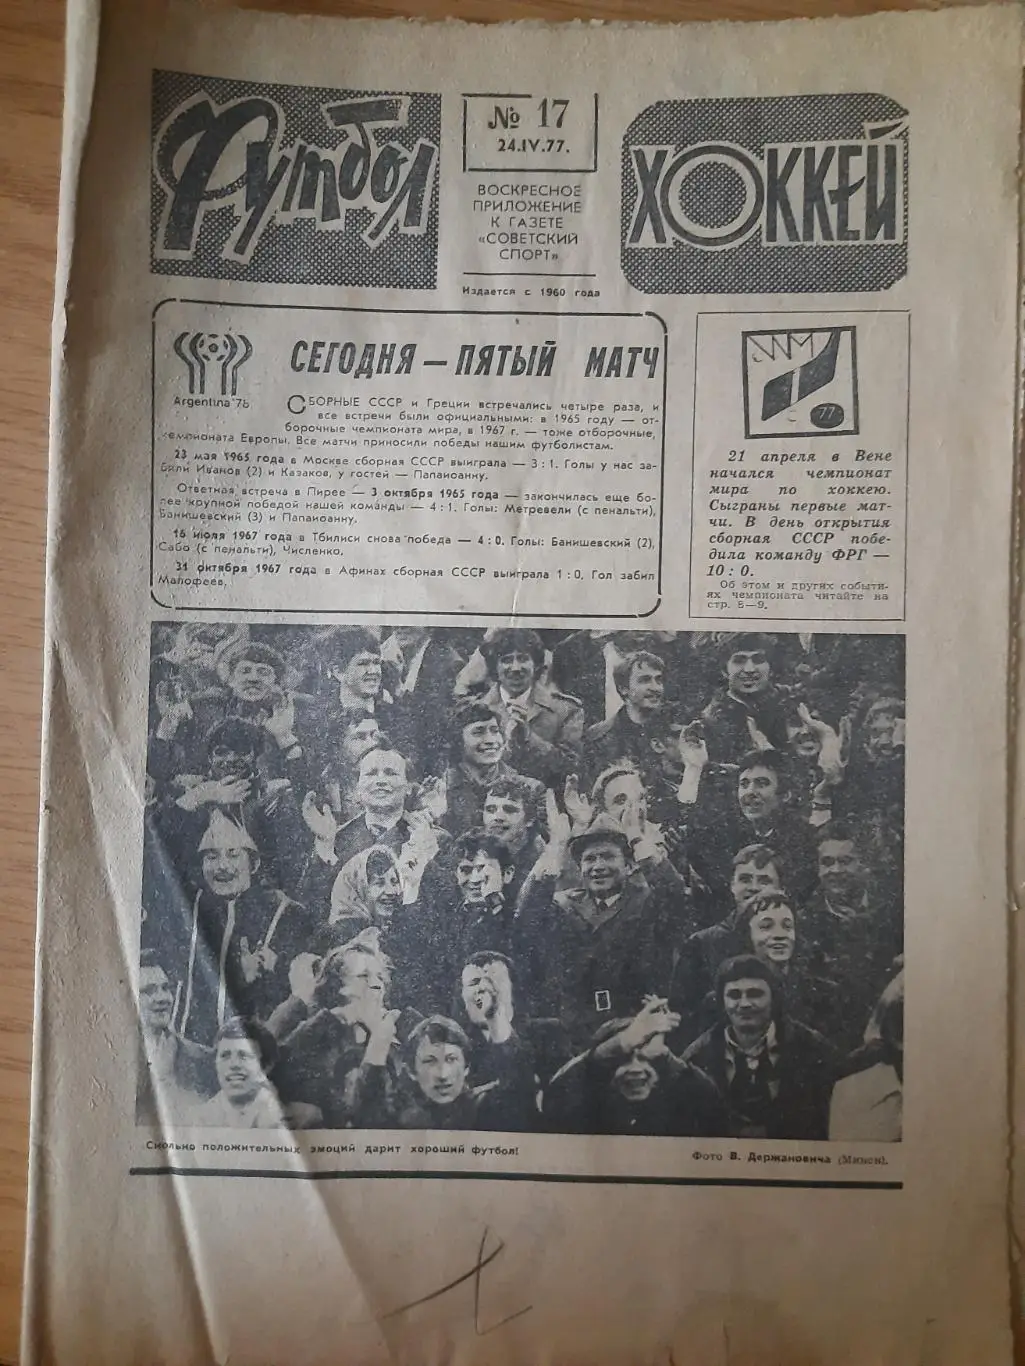 Футбол
№ 17
24.IV.77.
ВОСКРЕСНОЕ
ПРИЛОЖЕНИЕ
К ГАЗЕТЕ
«СОВЕТСКИЙ
СПОРТ»
Издается с 1960 года
ХОККЕЙ
Argentina'78
СЕГОДНЯ — ПЯТЫЙ МАТЧ
СБОРНЫЕ СССР и Греции встречались четыре раза, и
все встречи были официальными: в 1965 году — от-
борочные чемпионата мира, в 1967 г. — тоже отборочные,
чемпионата Европы. Все матчи приносили победы нашим футболистам.
23 мая 1965 года в Москве сборная СССР выиграла — 3 : 1. Голы у нас за-
били Иванов (2) и Казаков, у гостей — Папаиоанну.
Ответная встреча в Пирее — 3 октября 1965 года — закончилась еще бо-
лее крупной победой нашей команды — 4 : 1. Голы: Метревели (с пенальти),
Банишевский (3) и Папаиоанну.
16 июля 1967 года в Тбилиси снова победа — 4 : 0. Голы: Банишевский (2),
Сабо (с пенальти), Численко.
31 октября 1967 года в Афинах сборная СССР выиграла 1 : 0. Гол забил
Малофеев.
WM
77
21 апреля в Вене
начался чемпионат
мира по хоккею.
Сыграны первые мат-
чи. В день открытия
сборная СССР побе-
дила команду ФРГ —
10 : 0.
Об этом и других событи-
ях чемпионата читайте на
стр. 8—9.
Сколько положительных эмоций дарит хороший футбол!
Фото В. Держановича (Минск).